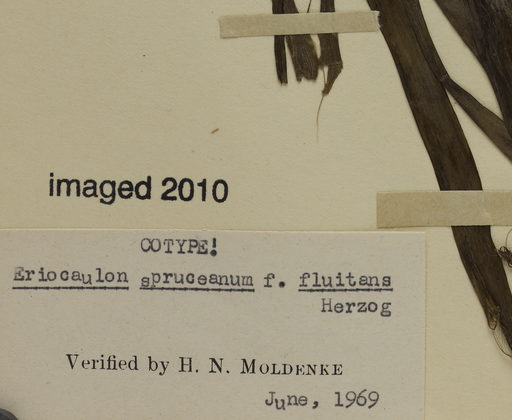 imaged 2010
COTYPE!
Eriocaulon spruceanum f. fluitans
Herzog
Verified by H. N. MOLDENKE
June, 1969